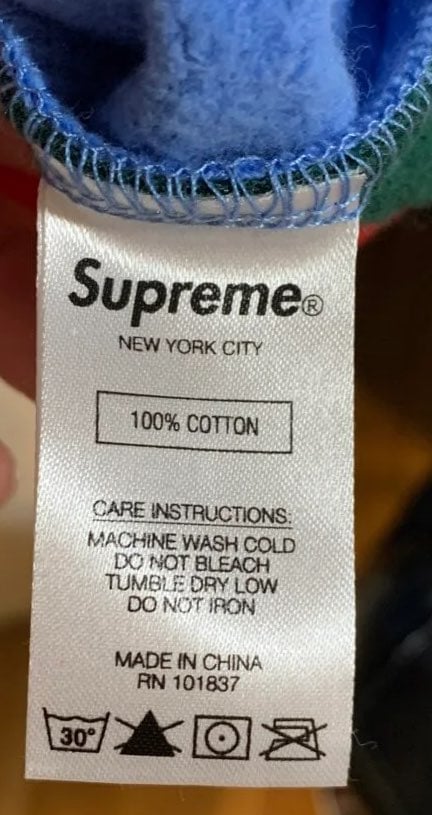 Supreme®
NEW YORK CITY
100% COTTON
CARE INSTRUCTIONS:
MACHINE WASH COLD
DO NOT BLEACH
TUMBLE DRY LOW
DO NOT IRON
MADE IN CHINA
RN 101837
30°